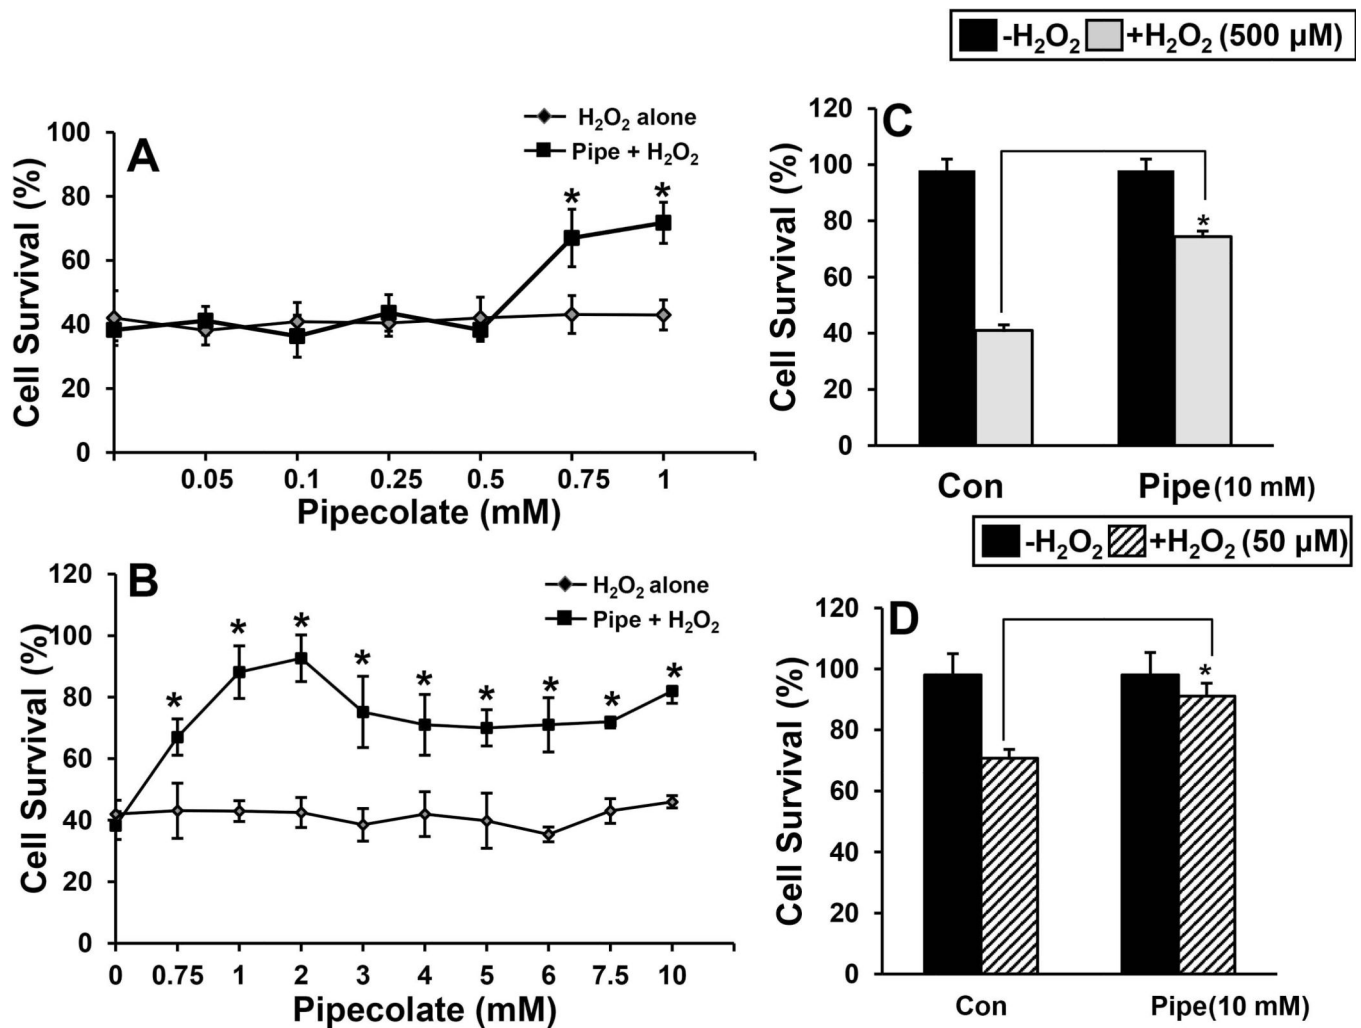 A
H₂O₂ alone
Pipe + H₂O₂
Cell Survival (%)
100
80
60
40
20
0
* *
0.05 0.1 0.25 0.5 0.75 1
Pipecolate (mM)
B
H₂O₂ alone
Pipe + H₂O₂
Cell Survival (%)
120
100
80
60
40
20
0
* * * * * * * * *
0 0.75 1 2 3 4 5 6 7.5 10
Pipecolate (mM)
-H₂O₂ +H₂O₂ (500 µM)
C
Cell Survival (%)
120
100
80
60
40
20
0
*
Con Pipe(10 mM)
-H₂O₂ +H₂O₂ (50 µM)
D
Cell Survival (%)
120
100
80
60
40
20
0
*
Con Pipe(10 mM)